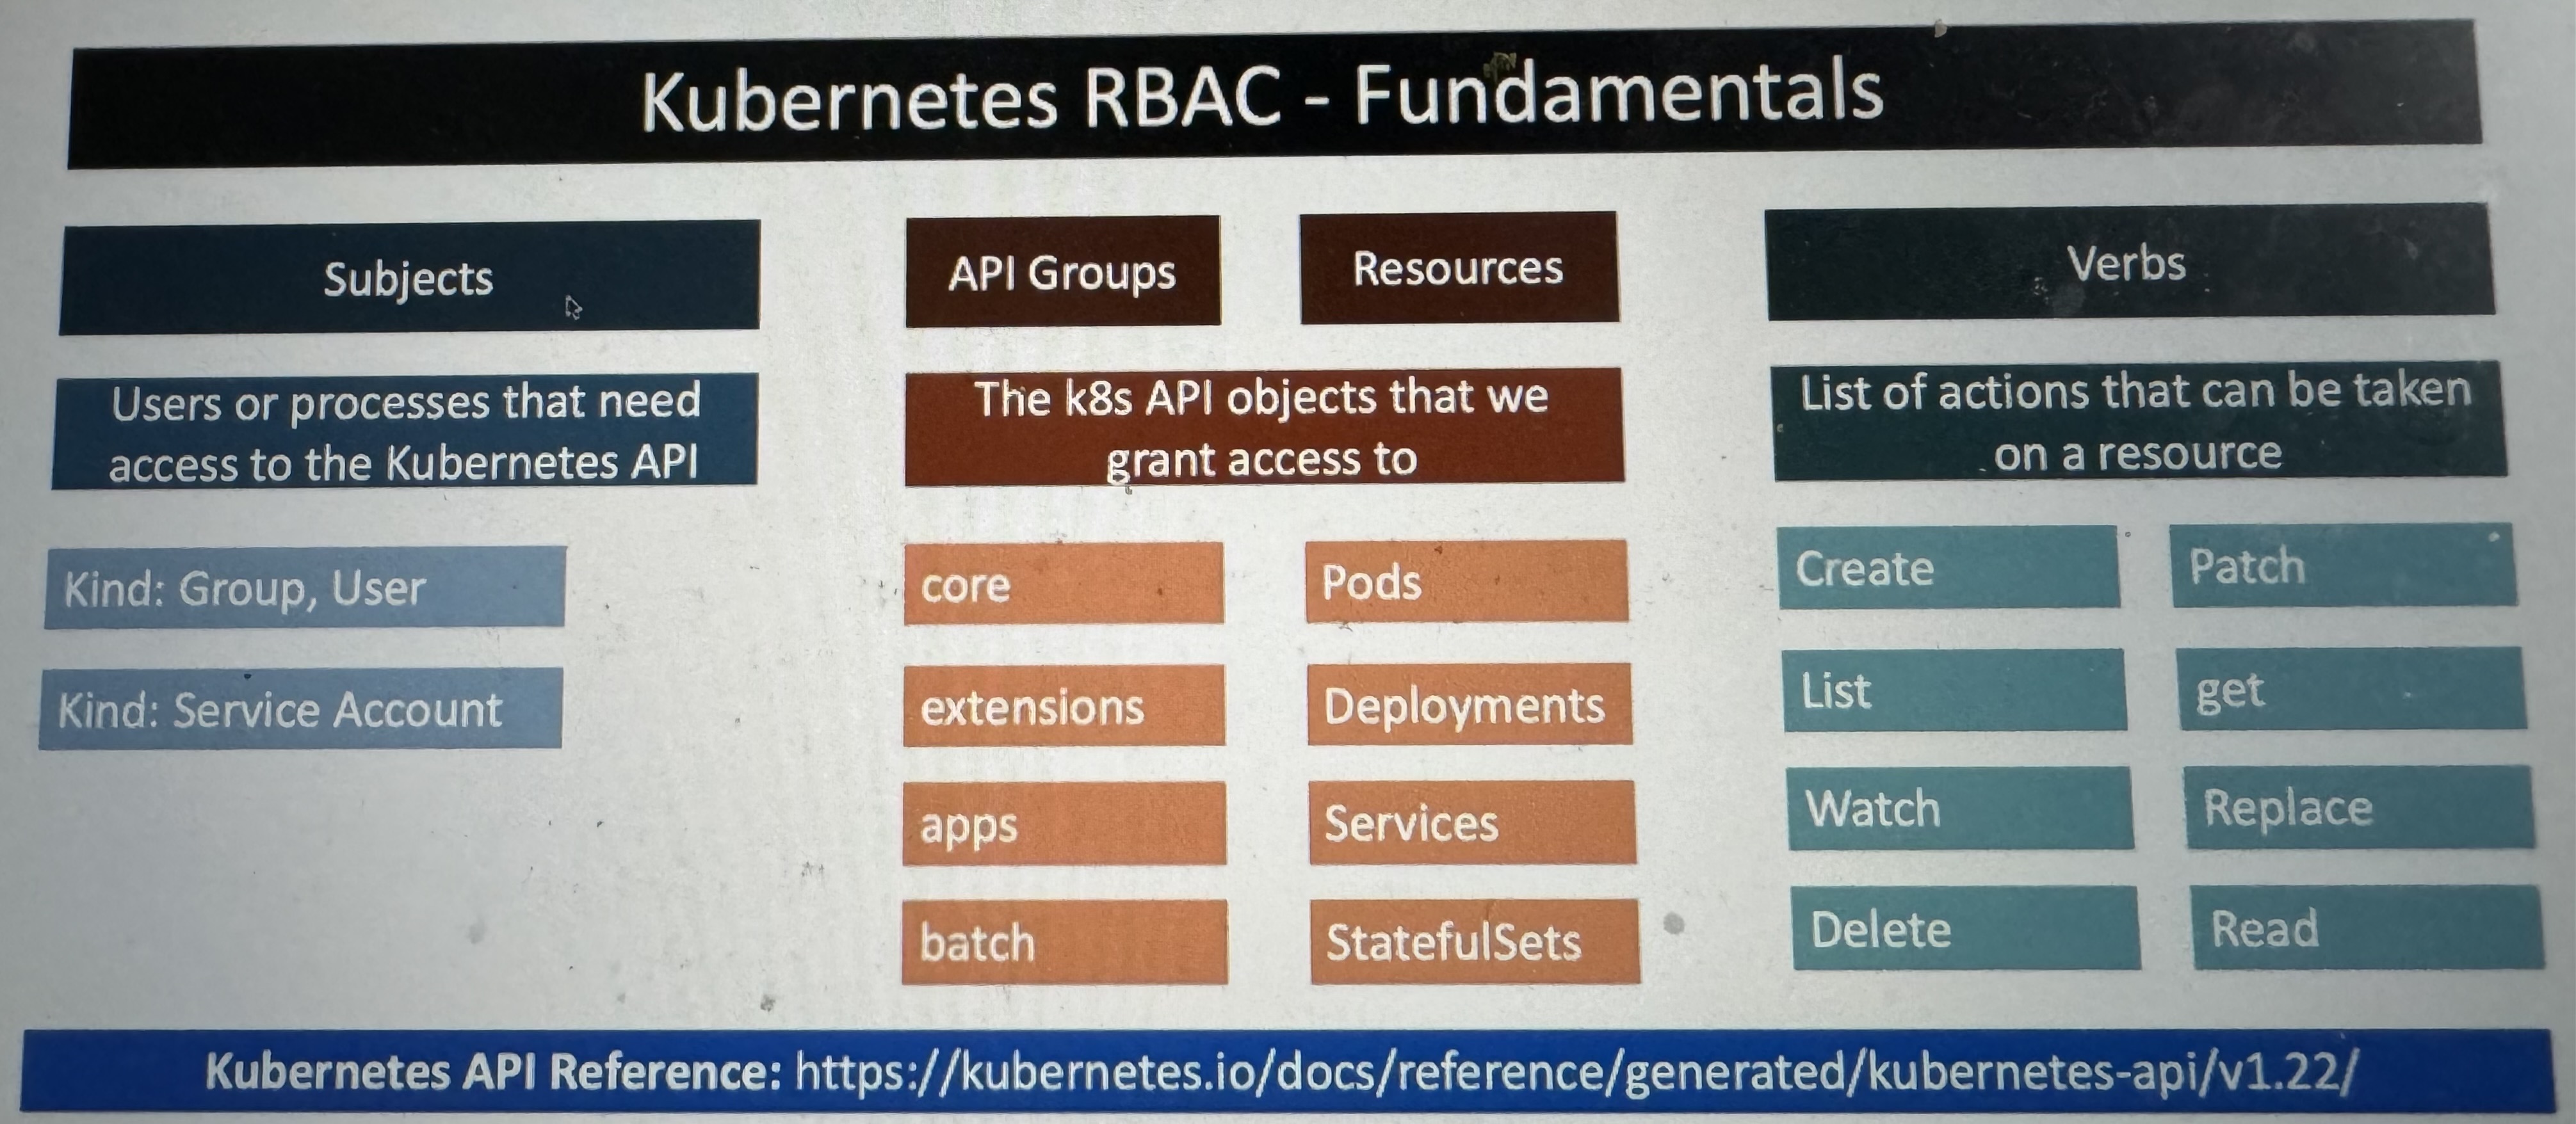 Kubernetes RBAC - Fundamentals
Subjects
Users or processes that need
access to the Kubernetes API
Kind: Group, User
Kind: Service Account
API Groups
Resources
The k8s API objects that we
grant access to
core
Pods
extensions
Deployments
apps
Services
batch
StatefulSets
Verbs
List of actions that can be taken
on a resource
Create
Patch
List
get
Watch
Replace
Delete
Read
Kubernetes API Reference: https://kubernetes.io/docs/reference/generated/kubernetes-api/v1.22/